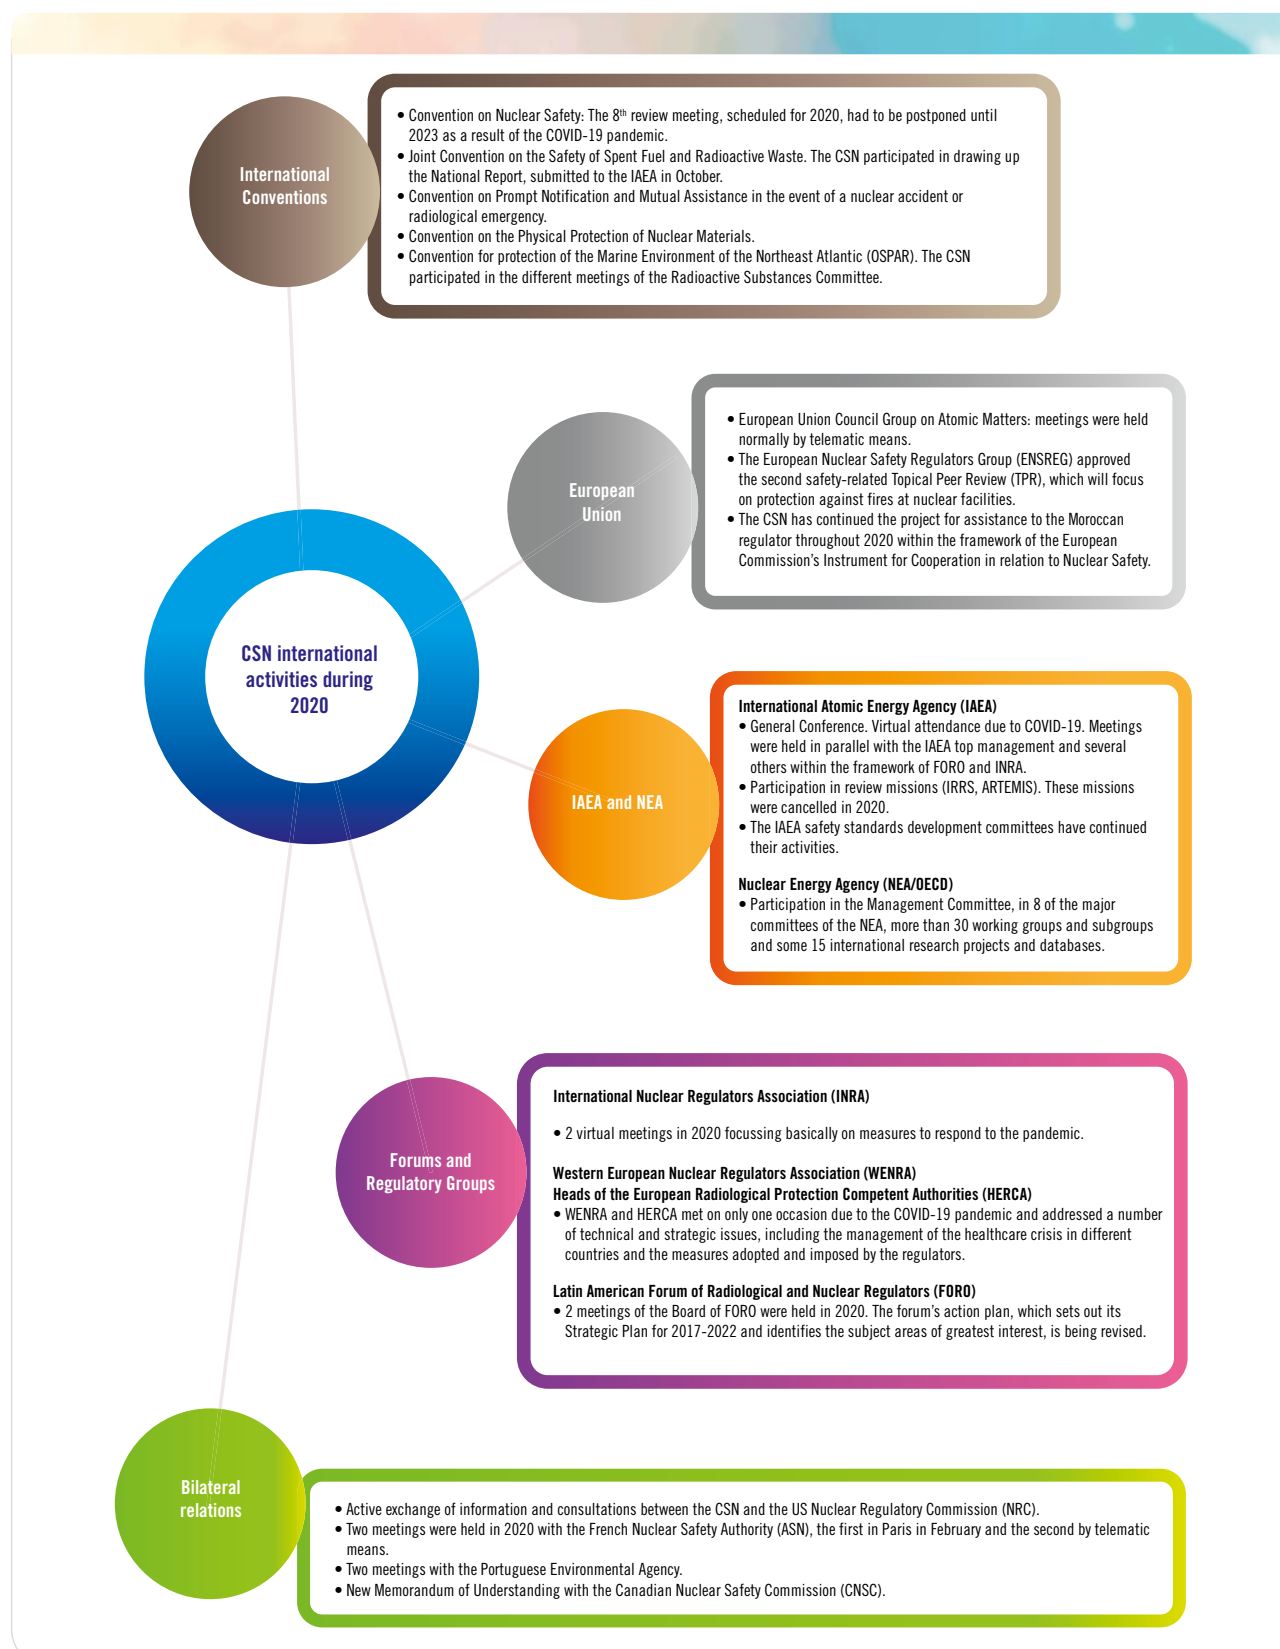 International
Conventions
• Convention on Nuclear Safety: The 8th review meeting, scheduled for 2020, had to be postponed until
2023 as a result of the COVID-19 pandemic.
• Joint Convention on the Safety of Spent Fuel and Radioactive Waste. The CSN participated in drawing up
the National Report, submitted to the IAEA in October.
• Convention on Prompt Notification and Mutual Assistance in the event of a nuclear accident or
radiological emergency.
• Convention on the Physical Protection of Nuclear Materials.
• Convention for protection of the Marine Environment of the Northeast Atlantic (OSPAR). The CSN
participated in the different meetings of the Radioactive Substances Committee.
European
Union
• European Union Council Group on Atomic Matters: meetings were held
normally by telematic means.
• The European Nuclear Safety Regulators Group (ENSREG) approved
the second safety-related Topical Peer Review (TPR), which will focus
on protection against fires at nuclear facilities.
• The CSN has continued the project for assistance to the Moroccan
regulator throughout 2020 within the framework of the European
Commission's Instrument for Cooperation in relation to Nuclear Safety.
CSN international
activities during
2020
IAEA and NEA
International Atomic Energy Agency (IAEA)
• General Conference. Virtual attendance due to COVID-19. Meetings
were held in parallel with the IAEA top management and several
others within the framework of FORO and INRA.
• Participation in review missions (IRRS, ARTEMIS). These missions
were cancelled in 2020.
• The IAEA safety standards development committees have continued
their activities.
Nuclear Energy Agency (NEA/OECD)
• Participation in the Management Committee, in 8 of the major
committees of the NEA, more than 30 working groups and subgroups
and some 15 international research projects and databases.
Forums and
Regulatory Groups
International Nuclear Regulators Association (INRA)
• 2 virtual meetings in 2020 focussing basically on measures to respond to the pandemic.
Western European Nuclear Regulators Association (WENRA)
Heads of the European Radiological Protection Competent Authorities (HERCA)
• WENRA and HERCA met on only one occasion due to the COVID-19 pandemic and addressed a number
of technical and strategic issues, including the management of the healthcare crisis in different
countries and the measures adopted and imposed by the regulators.
Latin American Forum of Radiological and Nuclear Regulators (FORO)
• 2 meetings of the Board of FORO were held in 2020. The forum's action plan, which sets out its
Strategic Plan for 2017-2022 and identifies the subject areas of greatest interest, is being revised.
Bilateral
relations
• Active exchange of information and consultations between the CSN and the US Nuclear Regulatory Commission (NRC).
• Two meetings were held in 2020 with the French Nuclear Safety Authority (ASN), the first in Paris in February and the second by telematic
means.
• Two meetings with the Portuguese Environmental Agency.
• New Memorandum of Understanding with the Canadian Nuclear Safety Commission (CNSC).